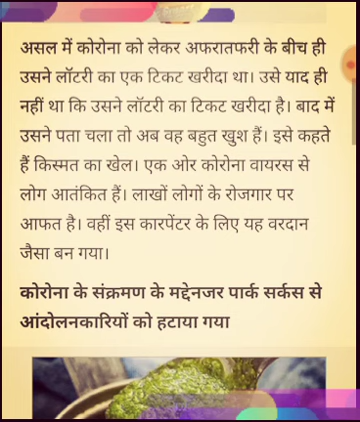 असल में कोरोना को लेकर अफरातफरी के बीच ही
उसने लॉटरी का एक टिकट खरीदा था। उसे याद ही
नहीं था कि उसने लॉटरी का टिकट खरीदा है। बाद में
उसने पता चला तो अब वह बहुत खुश हैं। इसे कहते
हैं किस्मत का खेल। एक ओर कोरोना वायरस से
लोग आतंकित हैं। लाखों लोगों के रोजगार पर
आफत है। वहीं इस कारपेंटर के लिए यह वरदान
जैसा बन गया।
कोरोना के संक्रमण के मद्देनजर पार्क सर्कस से
आंदोलनकारियों को हटाया गया